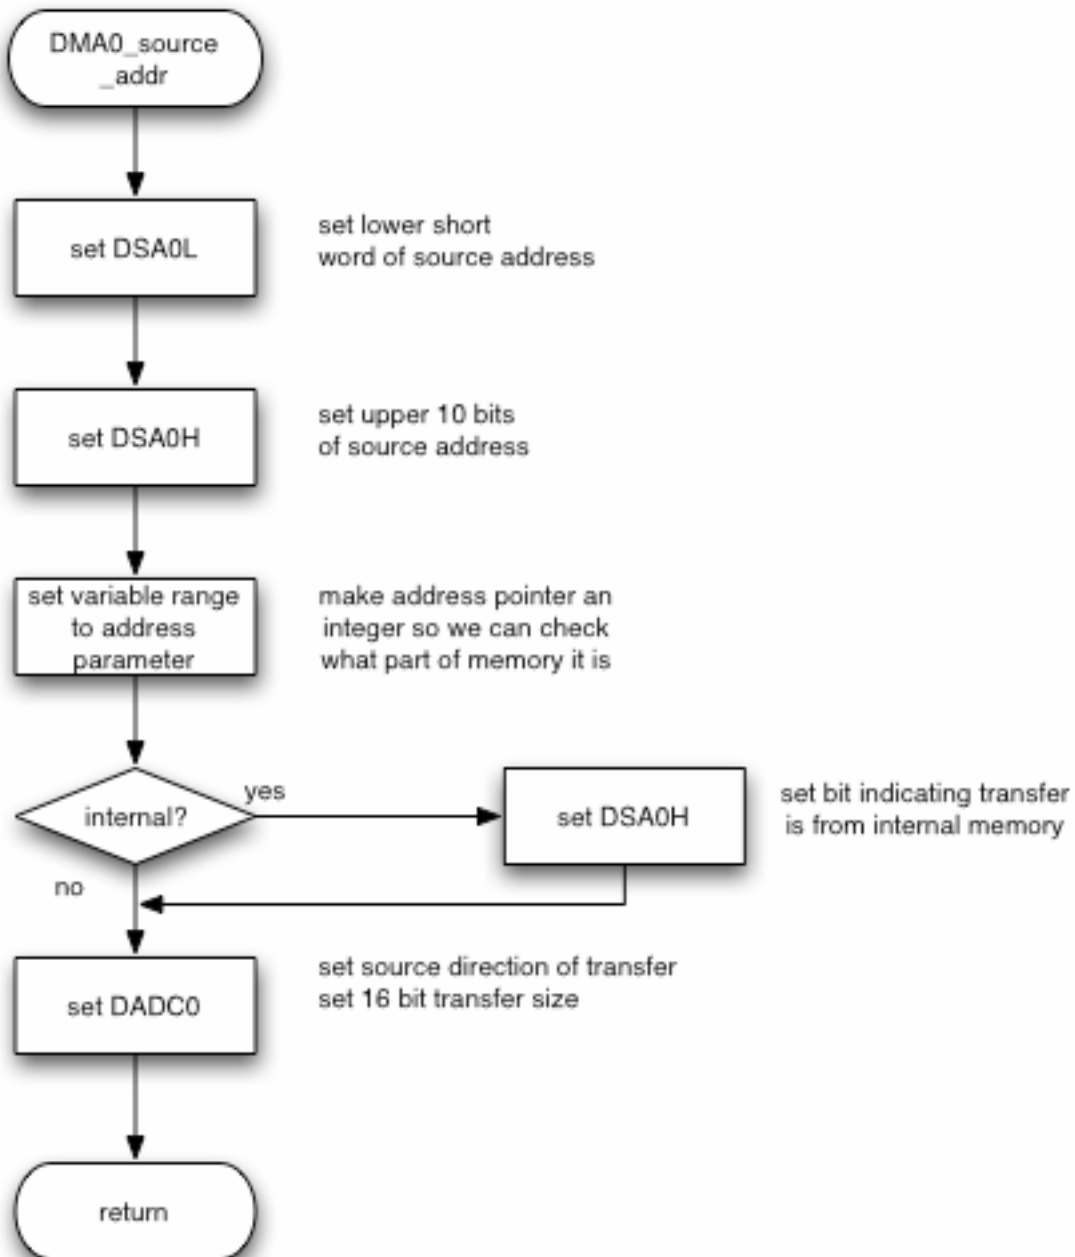 DMA0_source
_addr
set DSA0L
set lower short
word of source address
set DSA0H
set upper 10 bits
of source address
set variable range
to address
parameter
make address pointer an
integer so we can check
what part of memory it is
internal?
yes
set DSA0H
set bit indicating transfer
is from internal memory
no
set DADC0
set source direction of transfer
set 16 bit transfer size
return